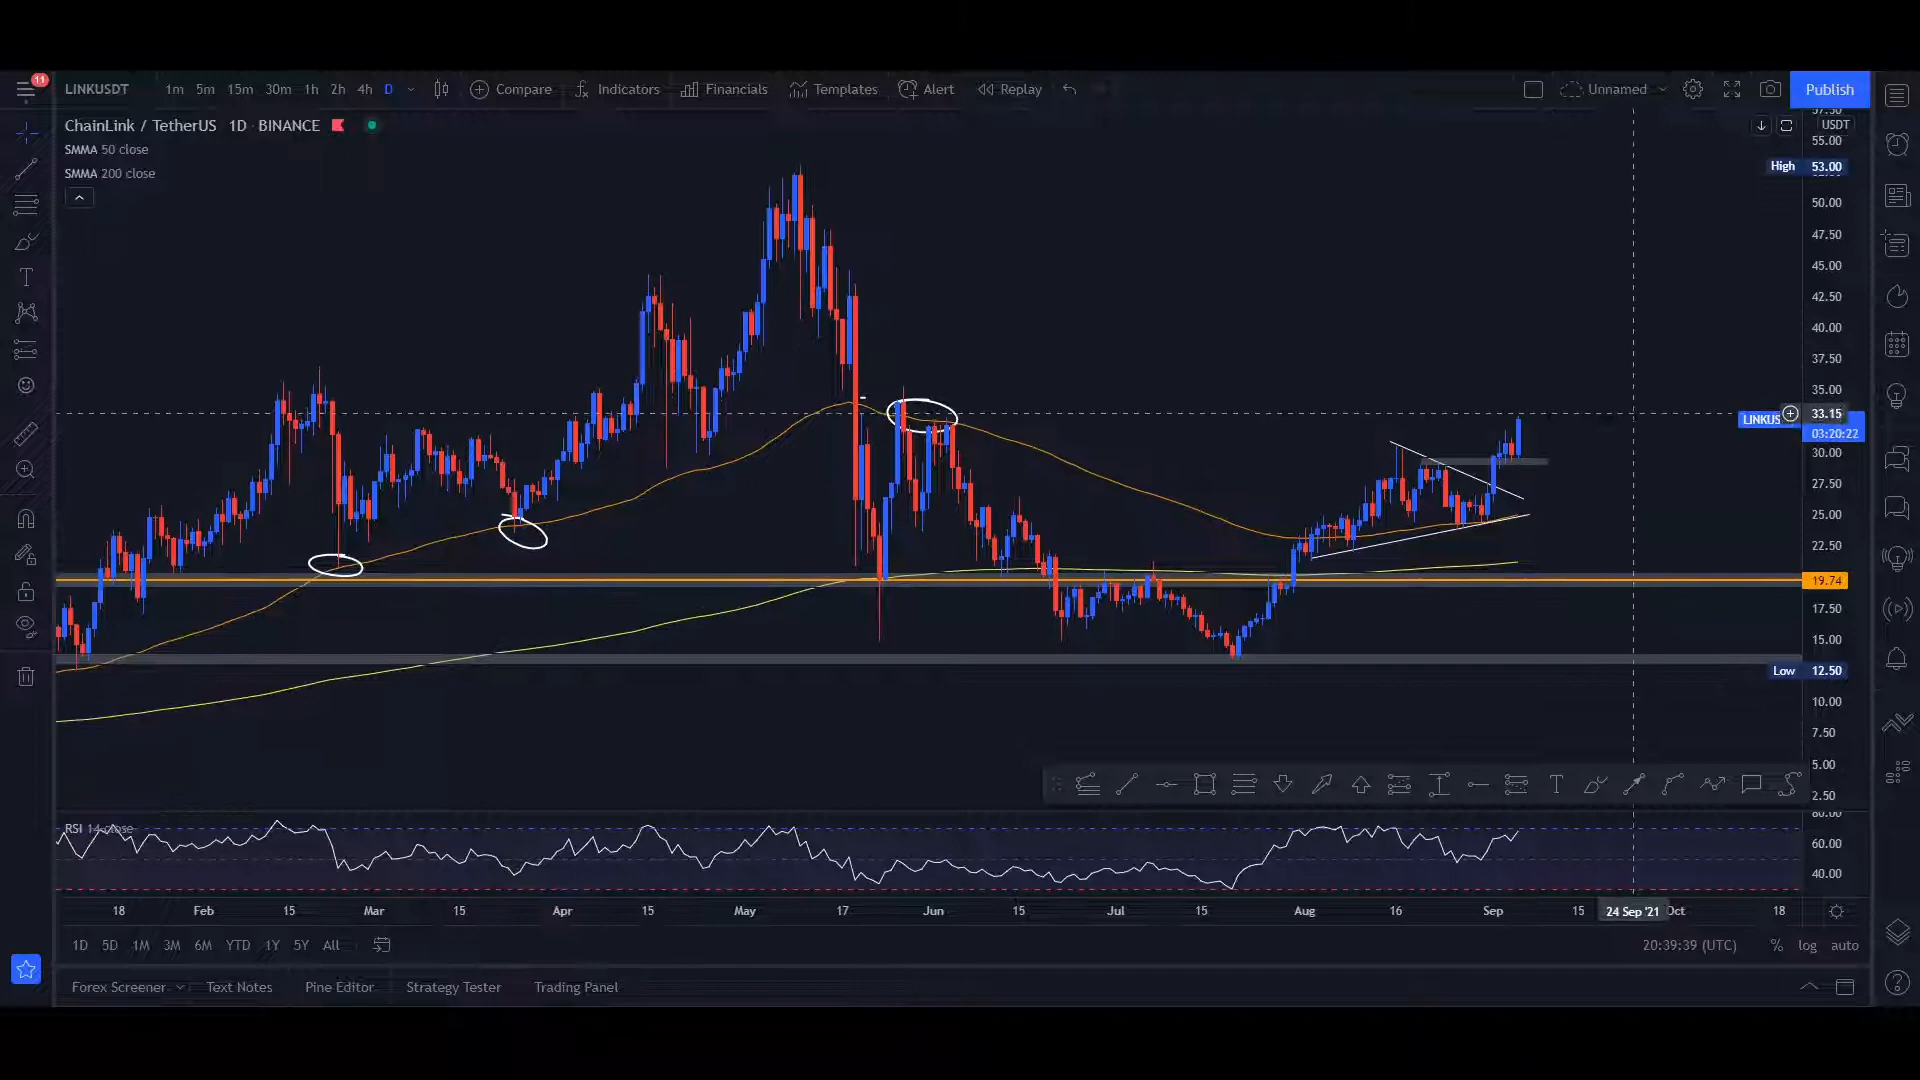 11
LINKUSDT 1m 5m 15m 30m 1h 2h 4h D Compare Indicators Financials Templates Alert Replay Unnamed Publish
ChainLink / TetherUS 1D BINANCE
USDT
SMMA 50 close
SMMA 200 close
55.00
High 53.00
50.00
47.50
45.00
42.50
40.00
37.50
35.00
33.15
LINKUS
03:20:22
30.00
27.50
25.00
22.50
19.74
17.50
15.00
Low 12.50
10.00
7.50
5.00
2.50
80.00
RSI 14 close
60.00
40.00
18 Feb 15 Mar 15 Apr 15 May 17 Jun 15 Jul 15 Aug 16 Sep 15 24 Sep '21 Oct 18
1D 5D 1M 3M 6M YTD 1Y 5Y All 20:39:39 (UTC) % log auto
Forex Screener Text Notes Pine Editor Strategy Tester Trading Panel